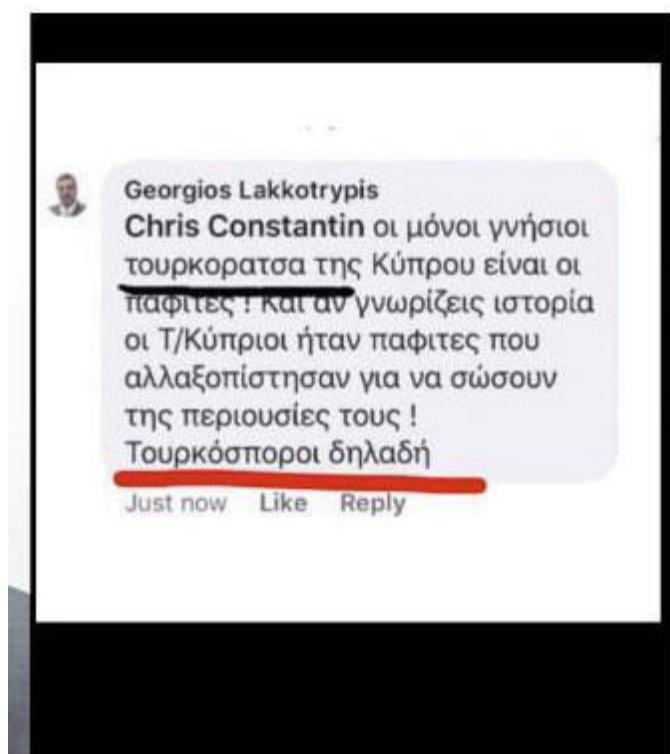 Georgios Lakkotrypis
Chris Constantin οι μόνοι γνήσιοι
τουρκορατσα της Κύπρου είναι οι
παφιτες ! Και αν γνωρίζεις ιστορία
οι Τ/Κύπριοι ήταν παφιτες που
αλλαξοπίστησαν για να σώσουν
της περιουσίες τους !
Τουρκόσποροι δηλαδή
Just now Like Reply